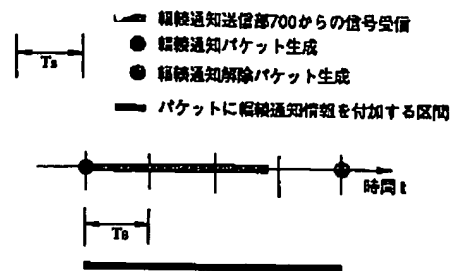 輻輳通知送信部700からの信号受信
Ts
輻輳通知パケット生成
輻輳通知解除パケット生成
パケットに輻輳通知情報を付加する区間
時間 t
Ts